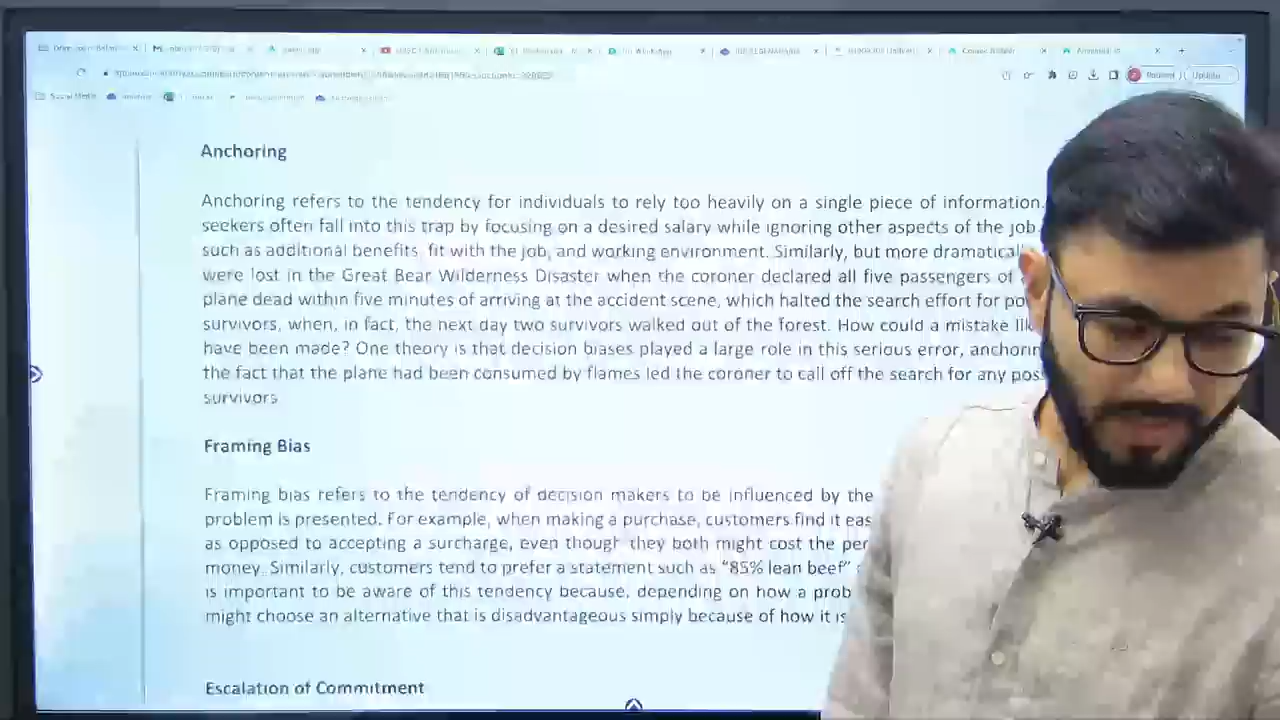 Social Media
Paused
Update
Anchoring
Anchoring refers to the tendency for individuals to rely too heavily on a single piece of information.
seekers often fall into this trap by focusing on a desired salary while ignoring other aspects of the job
such as additional benefits, fit with the job, and working environment. Similarly, but more dramatical
were lost in the Great Bear Wilderness Disaster when the coroner declared all five passengers of
plane dead within five minutes of arriving at the accident scene, which halted the search effort for po
survivors, when, in fact, the next day two survivors walked out of the forest. How could a mistake lik
have been made? One theory is that decision biases played a large role in this serious error, anchorin
the fact that the plane had been consumed by flames led the coroner to call off the search for any pos
survivors
Framing Bias
Framing bias refers to the tendency of decision makers to be influenced by the
problem is presented. For example, when making a purchase, customers find it eas
as opposed to accepting a surcharge, even though they both might cost the per
money. Similarly, customers tend to prefer a statement such as "85% lean beef"
is important to be aware of this tendency because, depending on how a prob
might choose an alternative that is disadvantageous simply because of how it is
Escalation of Commitment